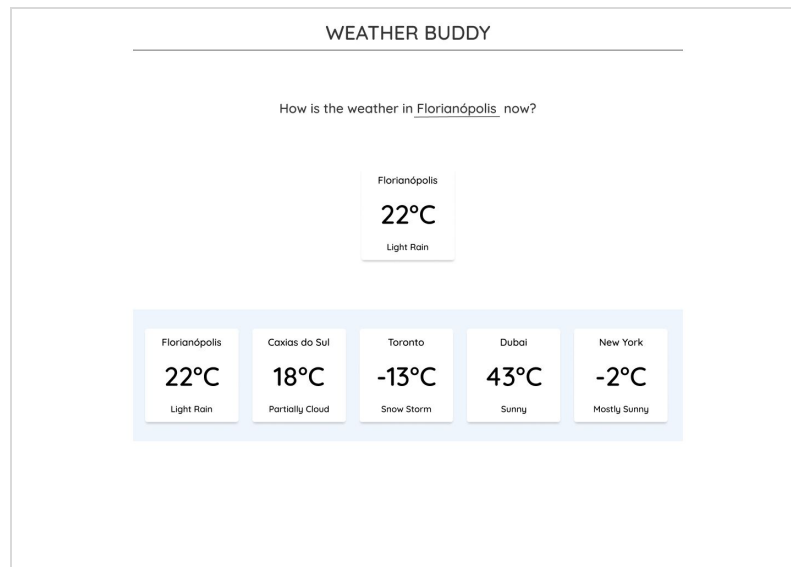 WEATHER BUDDY
How is the weather in Florianópolis now?
Florianópolis
22°C
Light Rain
Florianópolis
22°C
Light Rain
Caxias do Sul
18°C
Partially Cloud
Toronto
-13°C
Snow Storm
Dubai
43°C
Sunny
New York
-2°C
Mostly Sunny